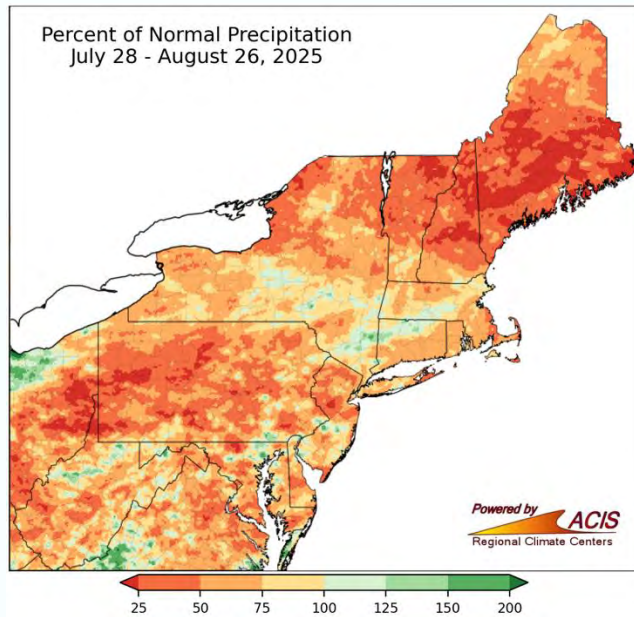 Percent of Normal Precipitation
July 28 - August 26, 2025
Powered by
ACIS
Regional Climate Centers
25 50 75 100 125 150 200